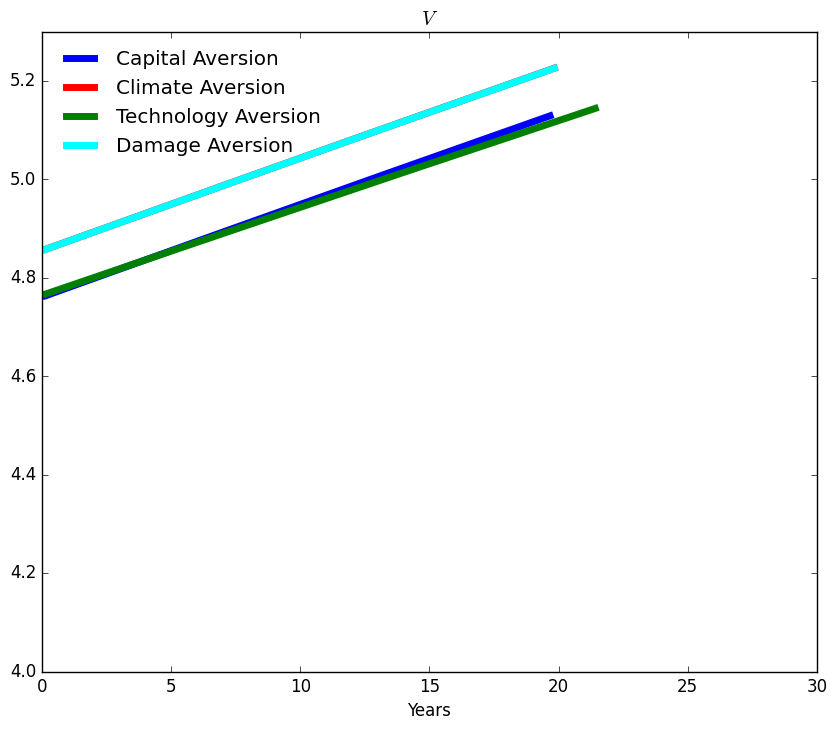 V
Capital Aversion
Climate Aversion
Technology Aversion
Damage Aversion
5.2
5.0
4.8
4.6
4.4
4.2
4.0
0 5 10 15 20 25 30
Years